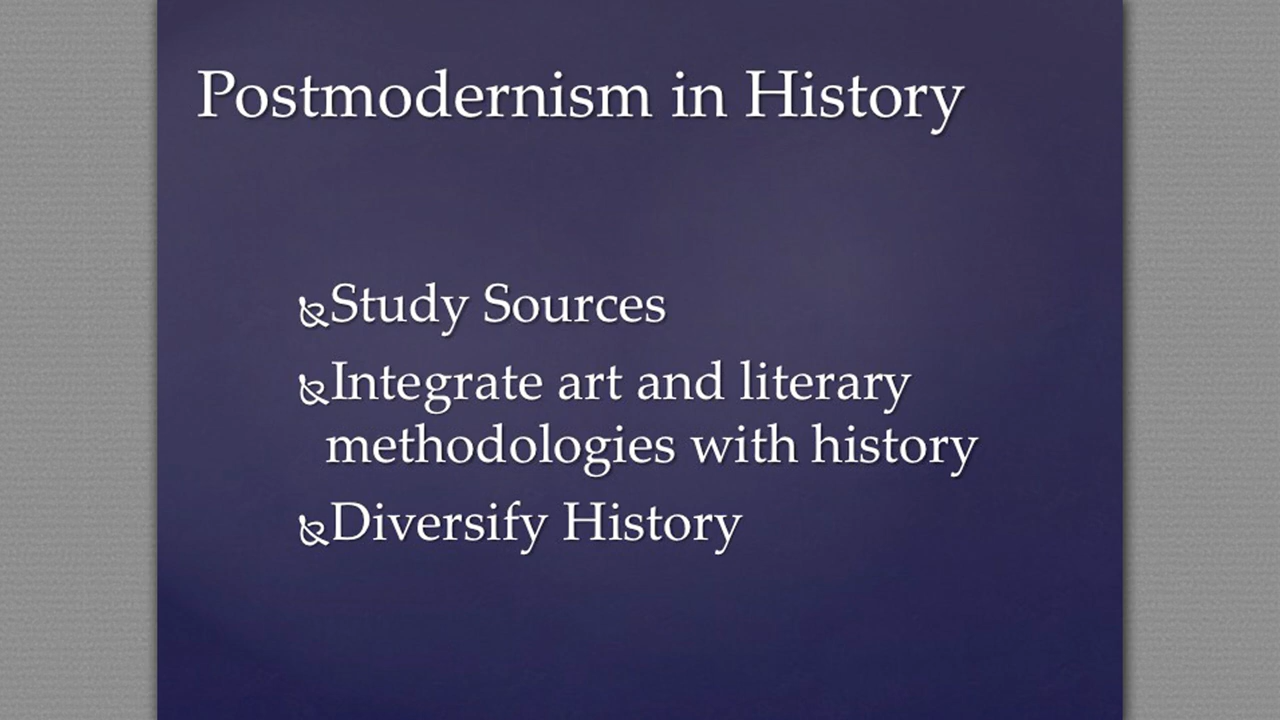 Postmodernism in History
Study Sources
Integrate art and literary
methodologies with history
Diversify History